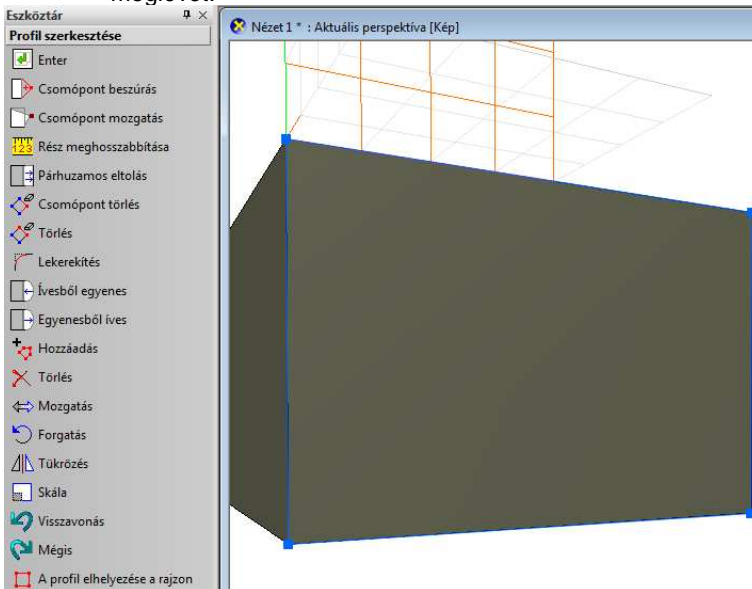 Eszköztár
Profil szerkesztése
Enter
Csomópont beszúrás
Csomópont mozgatás
123
Rész meghosszabbítása
Párhuzamos eltolás
Csomópont törlés
Törlés
Lekerekítés
Ívesből egyenes
Egyenesből íves
Hozzáadás
Törlés
Mozgatás
Forgatás
Tükrözés
Skála
Visszavonás
Mégis
A profil elhelyezése a rajzon
Nézet 1 * : Aktuális perspektíva [Kép]